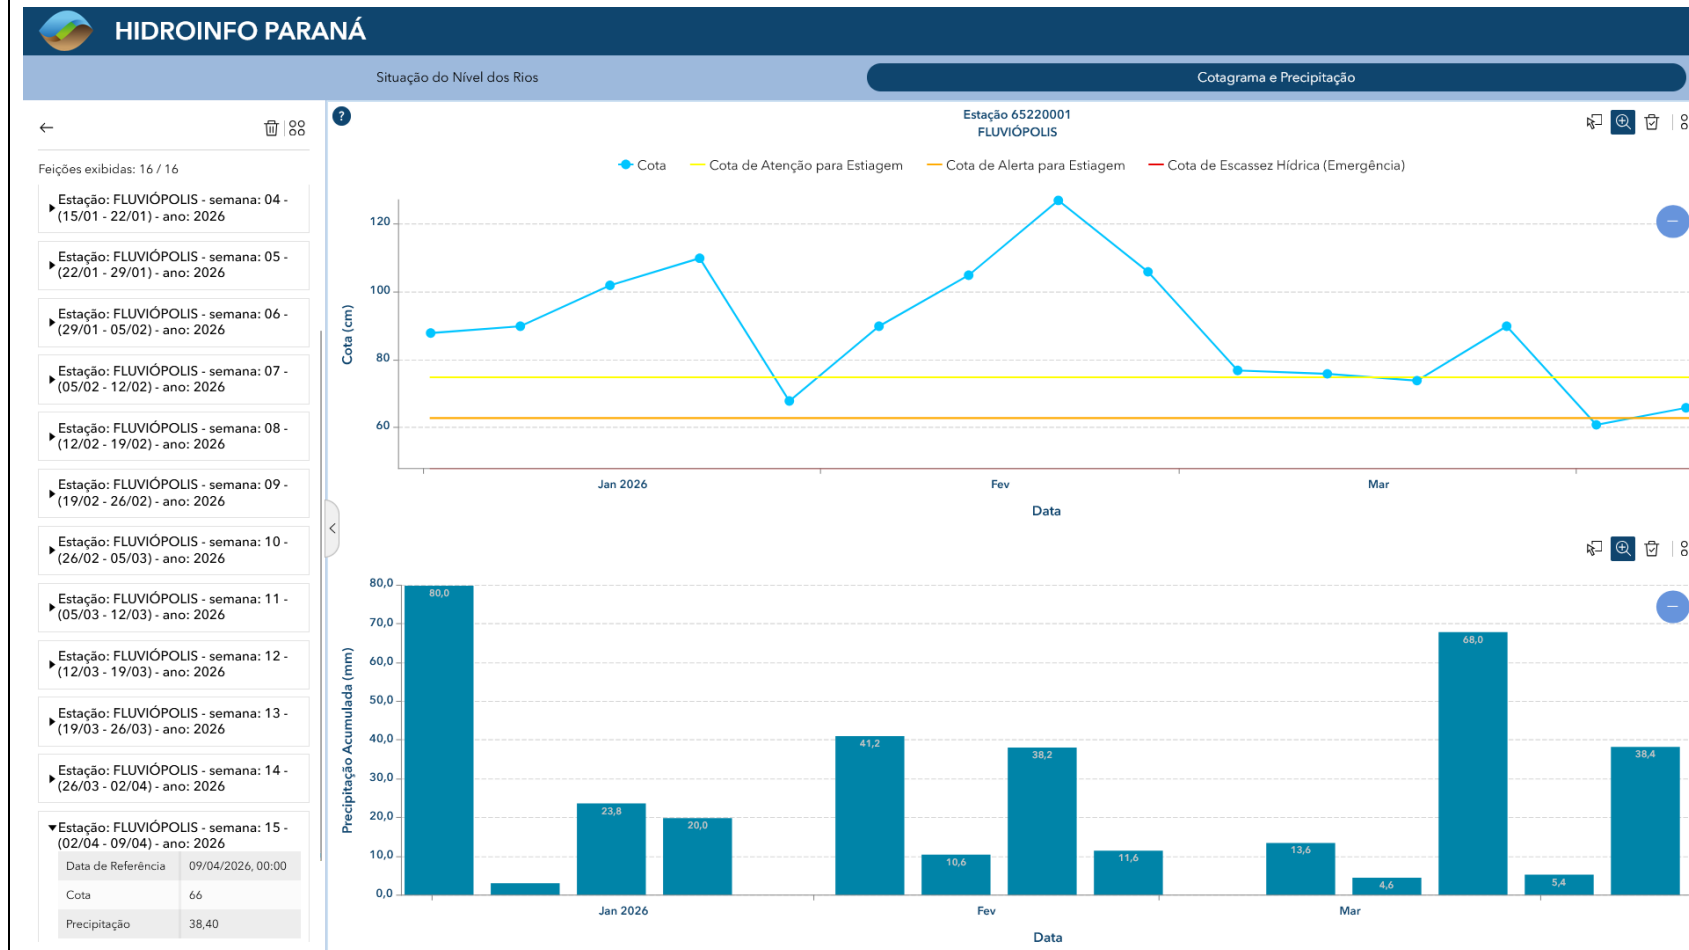 HIDROINFO PARANÁ
Situação do Nível dos Rios
Cotagrama e Precipitação
Feições exibidas: 16 / 16
Estação: FLUVIÓPOLIS - semana: 04 -
(15/01 - 22/01) - ano: 2026
Estação: FLUVIÓPOLIS - semana: 05 -
(22/01 - 29/01) - ano: 2026
Estação: FLUVIÓPOLIS - semana: 06 -
(29/01 - 05/02) - ano: 2026
Estação: FLUVIÓPOLIS - semana: 07 -
(05/02 - 12/02) - ano: 2026
Estação: FLUVIÓPOLIS - semana: 08 -
(12/02 - 19/02) - ano: 2026
Estação: FLUVIÓPOLIS - semana: 09 -
(19/02 - 26/02) - ano: 2026
Estação: FLUVIÓPOLIS - semana: 10 -
(26/02 - 05/03) - ano: 2026
Estação: FLUVIÓPOLIS - semana: 11 -
(05/03 - 12/03) - ano: 2026
Estação: FLUVIÓPOLIS - semana: 12 -
(12/03 - 19/03) - ano: 2026
Estação: FLUVIÓPOLIS - semana: 13 -
(19/03 - 26/03) - ano: 2026
Estação: FLUVIÓPOLIS - semana: 14 -
(26/03 - 02/04) - ano: 2026
Estação: FLUVIÓPOLIS - semana: 15 -
(02/04 - 09/04) - ano: 2026
Data de Referência 09/04/2026, 00:00
Cota 66
Precipitação 38,40
?
Estação 65220001
FLUVIÓPOLIS
Cota Cota de Atenção para Estiagem Cota de Alerta para Estiagem Cota de Escassez Hídrica (Emergência)
Cota (cm)
120
100
80
60
Jan 2026 Fev Mar
Data
Precipitação Acumulada (mm)
80,0
70,0
60,0
50,0
40,0
30,0
20,0
10,0
0,0
80,0
23,8
20,0
41,2
10,6
38,2
11,6
13,6
4,6
68,0
5,4
38,4
Jan 2026 Fev Mar
Data